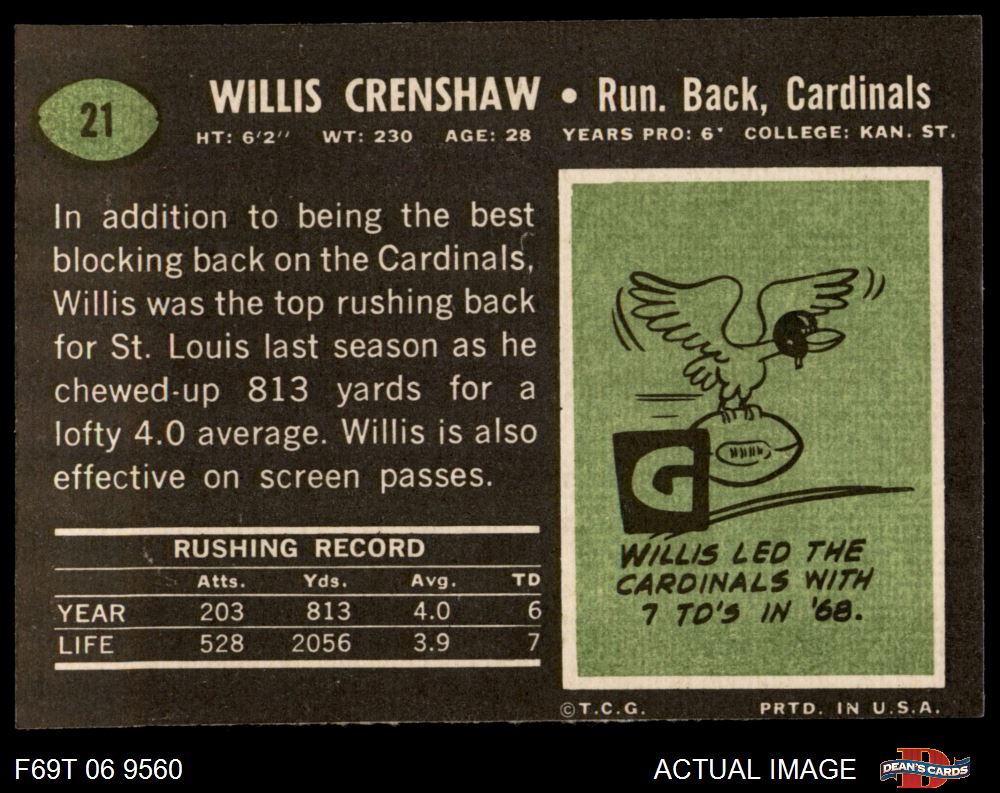 21
WILLIS CRENSHAW • Run. Back, Cardinals
HT: 6'2'' WT: 230 AGE: 28 YEARS PRO: 6* COLLEGE: KAN. ST.
In addition to being the best
blocking back on the Cardinals,
Willis was the top rushing back
for St. Louis last season as he
chewed-up 813 yards for a
lofty 4.0 average. Willis is also
effective on screen passes.
RUSHING RECORD
Atts. Yds. Avg. TD
YEAR 203 813 4.0 6
LIFE 528 2056 3.9 7
G
WILLIS LED THE
CARDINALS WITH
7 TD'S IN '68.
©T.C.G. PRTD. IN U.S.A.
F69T 06 9560
ACTUAL IMAGE
D
DEAN'S CARDS